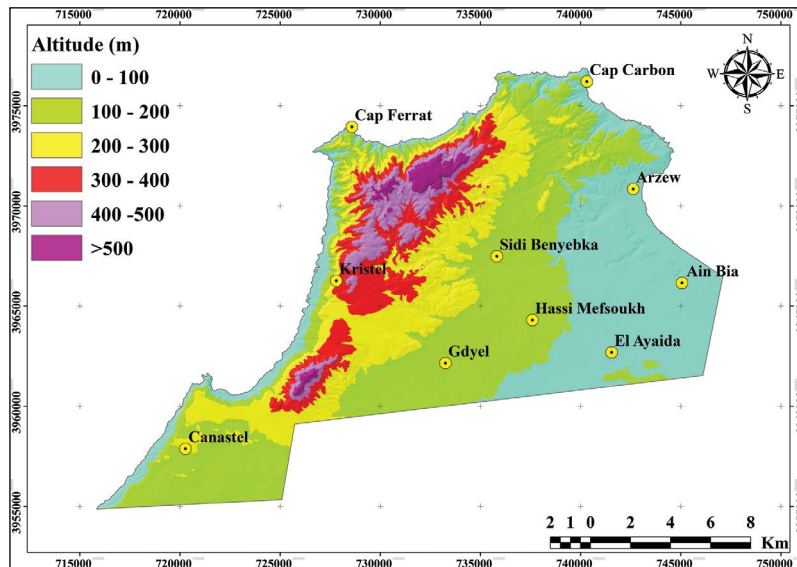 715000 720000 725000 730000 735000 740000 745000 750000
Altitude (m)
0 - 100
100 - 200
200 - 300
300 - 400
400 -500
>500
N
W E
S
Cap Carbon
Cap Ferrat
Arzew
Sidi Benyebka
Kristel
Ain Bia
Hassi Mefsoukh
El Ayaida
Gdyel
Canastel
3975000
3970000
3965000
3960000
3955000
2 1 0 2 4 6 8
Km
715000 720000 725000 730000 735000 740000 745000 750000